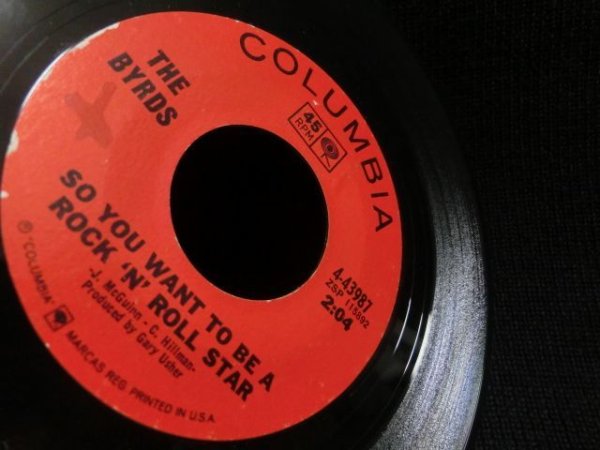 COLUMBIA
THE
BYRDS
45
RPM
4-43987
ZSP 115892
2:04
SO YOU WANT TO BE A
ROCK 'N' ROLL STAR
-J. McGuinn - C. Hillman-
Produced by Gary Usher
Ⓟ "COLUMBIA" MARCAS REG. PRINTED IN U.S.A.